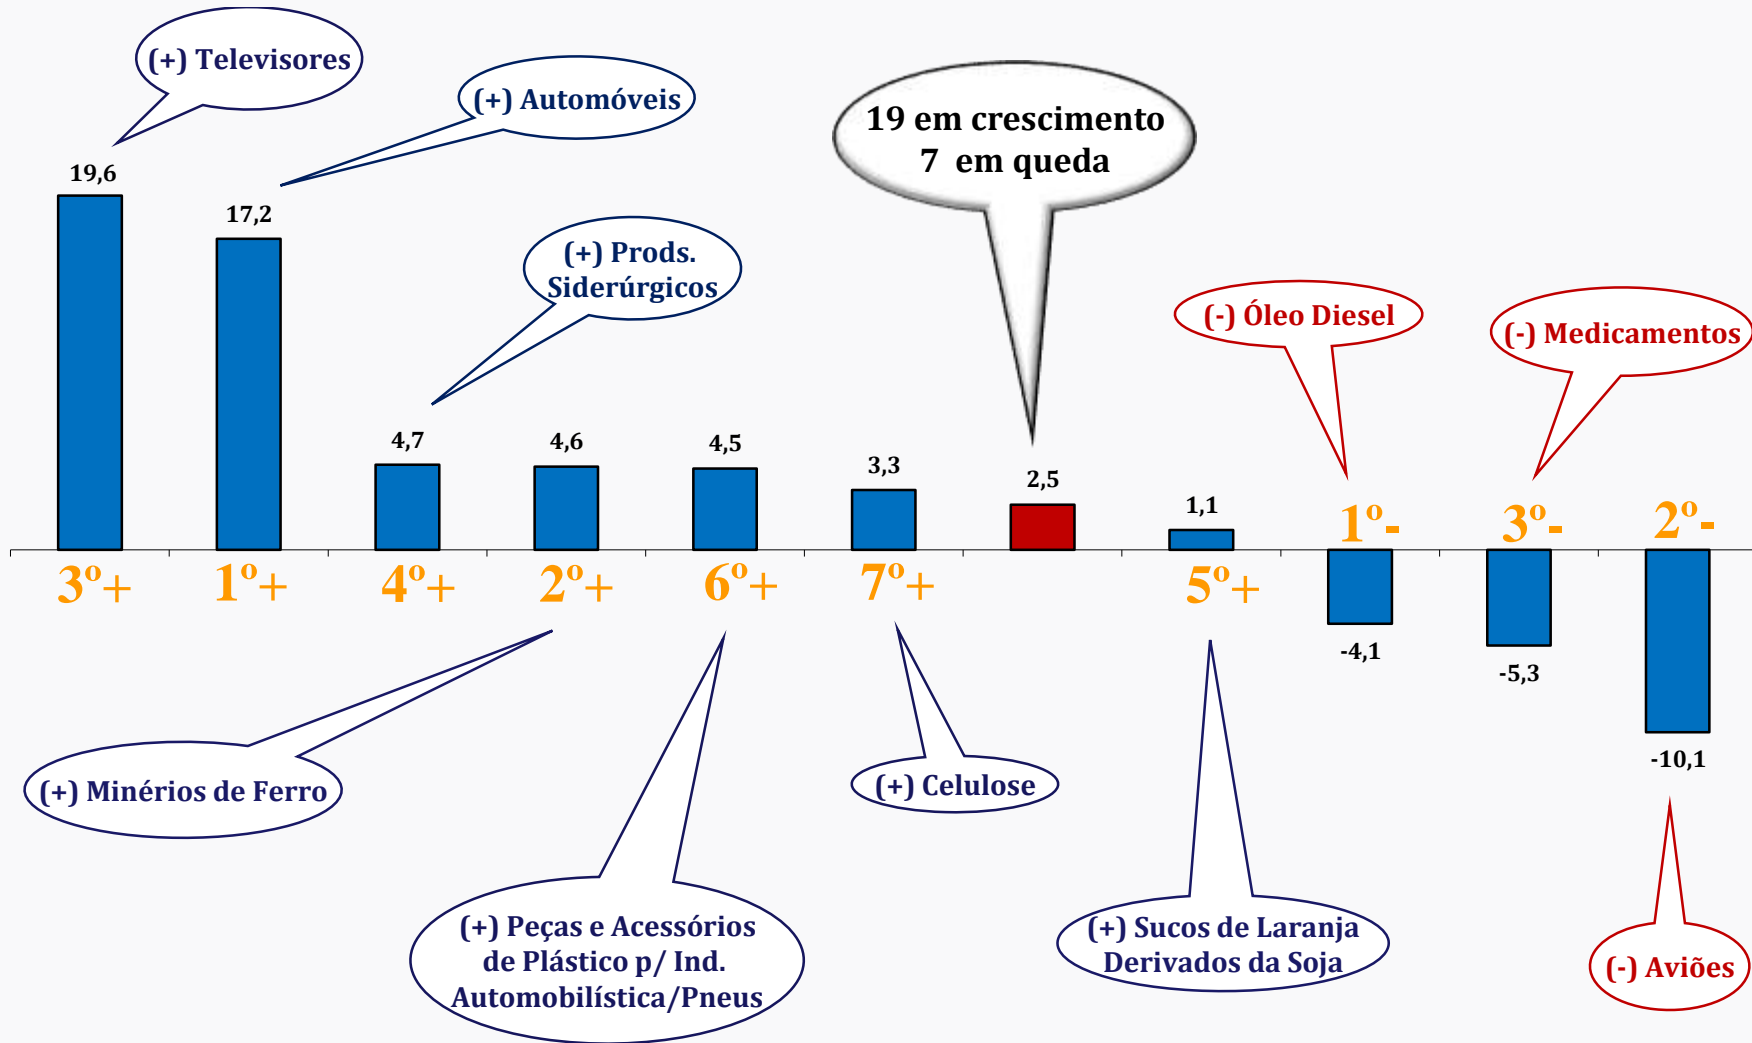 (+) Televisores
(+) Automóveis
19 em crescimento
7 em queda
19,6
17,2
(+) Prods.
Siderúrgicos
(-) Óleo Diesel
(-) Medicamentos
4,7
4,6
4,5
3,3
2,5
1,1
1º-
3º-
2º-
3º+
1º+
4º+
2º+
6º+
7º+
5º+
-4,1
-5,3
-10,1
(+) Minérios de Ferro
(+) Celulose
(+) Peças e Acessórios
de Plástico p/ Ind.
Automobilística/Pneus
(+) Sucos de Laranja
Derivados da Soja
(-) Aviões